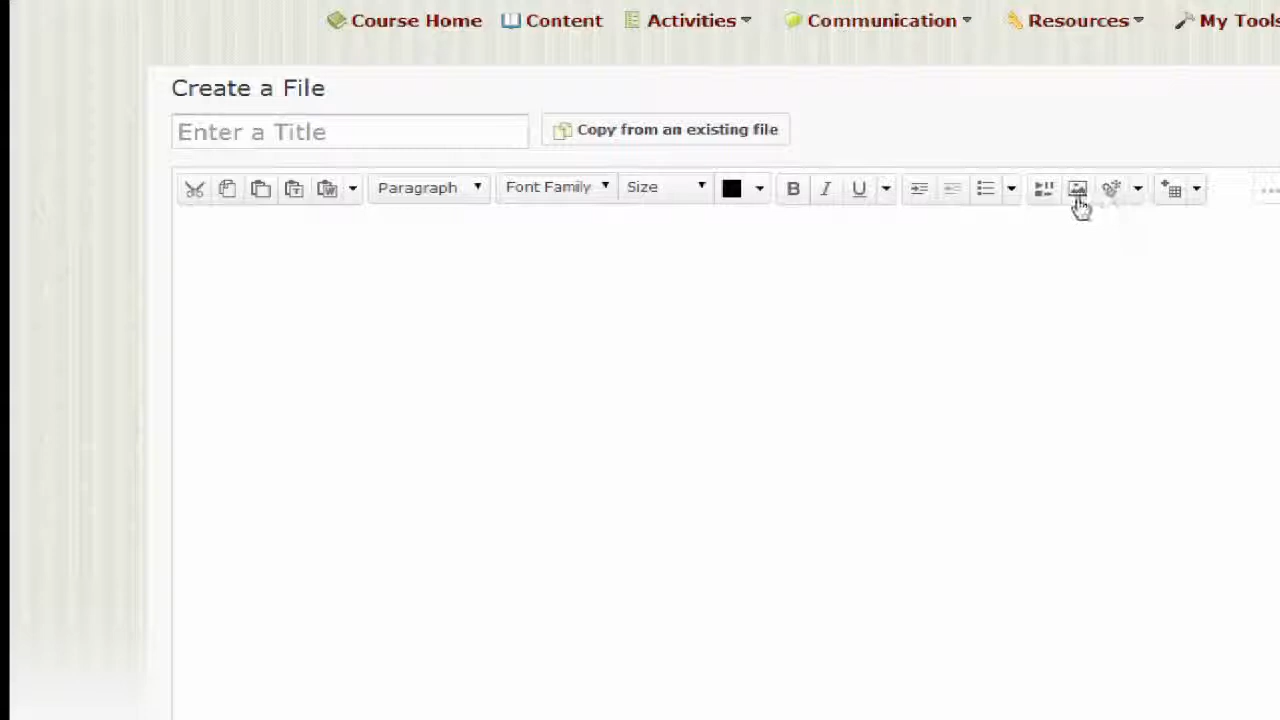 Course Home Content Activities Communication Resources My Tools
Create a File
Enter a Title Copy from an existing file
Paragraph Font Family Size B I U